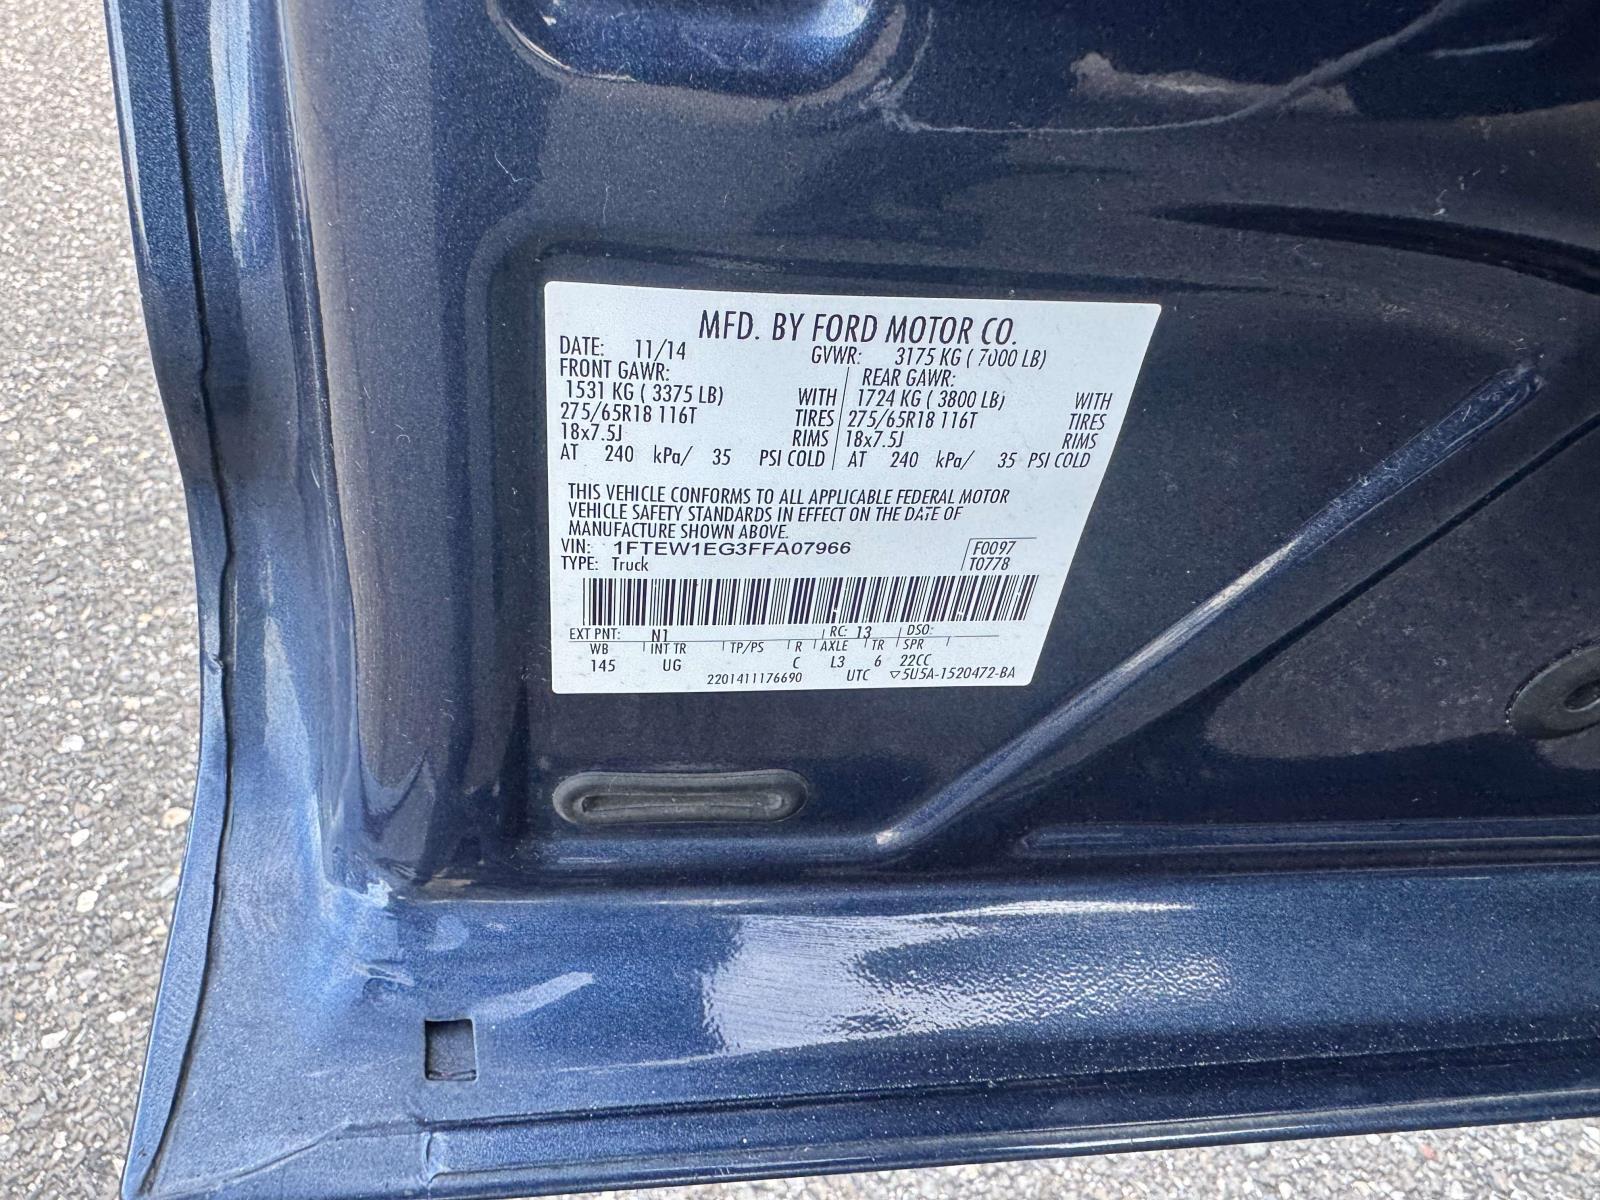 MFD. BY FORD MOTOR CO.
DATE: 11/14 GVWR: 3175 KG ( 7000 LB)
FRONT GAWR: REAR GAWR:
1531 KG ( 3375 LB) WITH 1724 KG ( 3800 LB) WITH
275/65R18 116T TIRES 275/65R18 116T TIRES
18x7.5J RIMS 18x7.5J RIMS
AT 240 kPa/ 35 PSI COLD AT 240 kPa/ 35 PSI COLD
THIS VEHICLE CONFORMS TO ALL APPLICABLE FEDERAL MOTOR
VEHICLE SAFETY STANDARDS IN EFFECT ON THE DATE OF
MANUFACTURE SHOWN ABOVE.
VIN: 1FTEW1EG3FFA07966 F0097
TYPE: Truck T0778
EXT PNT: N1 RC: 13 DSO:
WB INT TR TP/PS R AXLE TR SPR
145 UG C L3 6 22CC
2201411176690 UTC ▽5U5A-1520472-BA